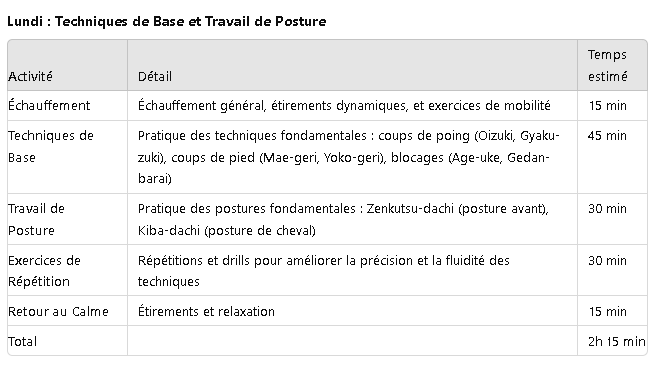 Lundi : Techniques de Base et Travail de Posture
Temps
Activité Détail estimé
Échauffement Échauffement général, étirements dynamiques, et exercices de mobilité 15 min
Techniques de Pratique des techniques fondamentales : coups de poing (Oizuki, Gyaku- 45 min
Base zuki), coups de pied (Mae-geri, Yoko-geri), blocages (Age-uke, Gedan-
barai)
Travail de Pratique des postures fondamentales : Zenkutsu-dachi (posture avant), 30 min
Posture Kiba-dachi (posture de cheval)
Exercices de Répétitions et drills pour améliorer la précision et la fluidité des 30 min
Répétition techniques
Retour au Calme Étirements et relaxation 15 min
Total 2h 15 min